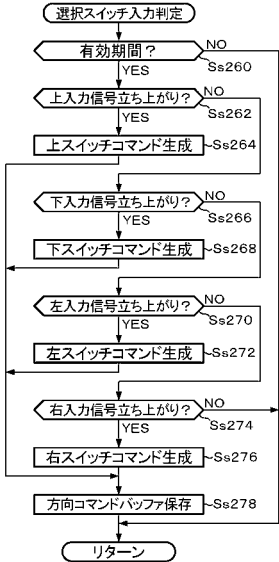 選択スイッチ入力判定
有効期間？
NO
Ss260
YES
上入力信号立ち上がり？
NO
Ss262
YES
上スイッチコマンド生成
Ss264
下入力信号立ち上がり？
NO
Ss266
YES
下スイッチコマンド生成
Ss268
左入力信号立ち上がり？
NO
Ss270
YES
左スイッチコマンド生成
Ss272
右入力信号立ち上がり？
NO
Ss274
YES
右スイッチコマンド生成
Ss276
方向コマンドバッファ保存
Ss278
リターン